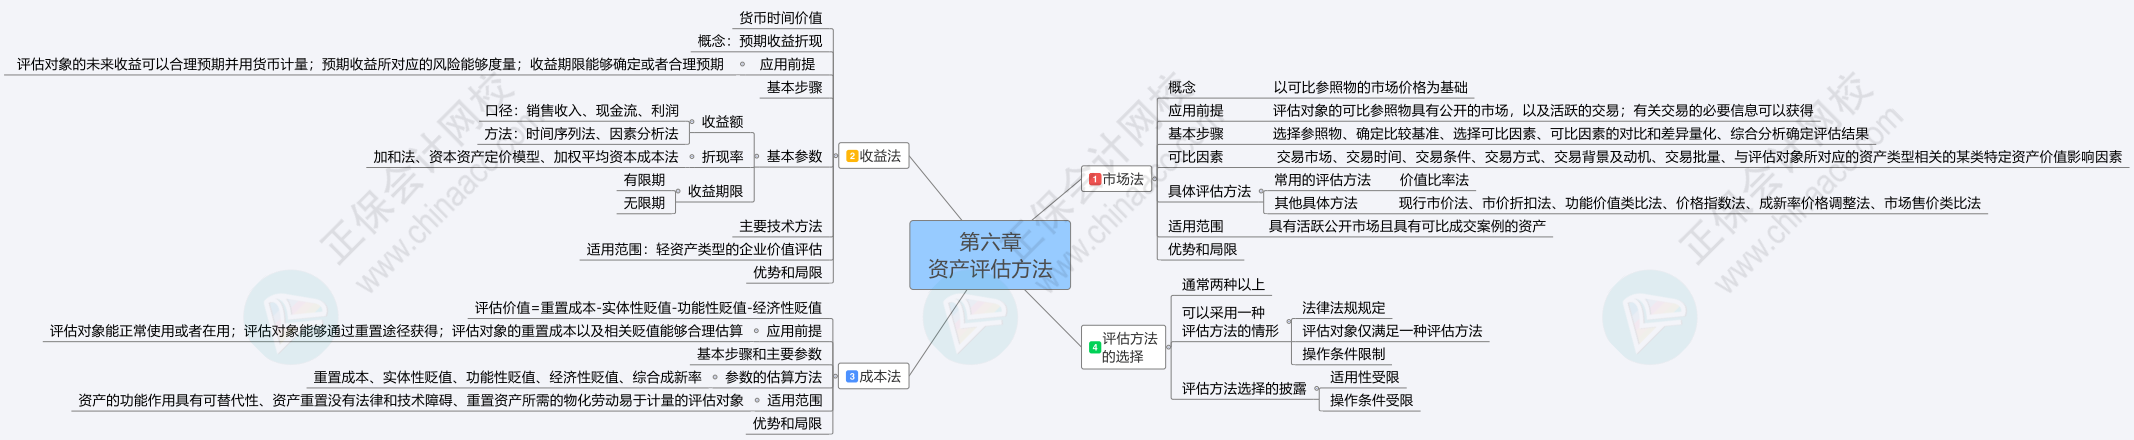 第六章
资产评估方法
1 市场法
概念 以可比参照物的市场价格为基础
应用前提 评估对象的可比参照物具有公开的市场，以及活跃的交易；有关交易的必要信息可以获得
基本步骤 选择参照物、确定比较基准、选择可比因素、可比因素的对比和差异量化、综合分析确定评估结果
可比因素 交易市场、交易时间、交易条件、交易方式、交易背景及动机、交易批量、与评估对象所对应的资产类型相关的某类特定资产价值影响因素
具体评估方法
常用的评估方法 价值比率法
其他具体方法 现行市价法、市价折扣法、功能价值类比法、价格指数法、成新率价格调整法、市场售价类比法
适用范围 具有活跃公开市场且具有可比成交案例的资产
优势和局限
2 收益法
货币时间价值
概念：预期收益折现
应用前提
评估对象的未来收益可以合理预期并用货币计量；预期收益所对应的风险能够度量；收益期限能够确定或者合理预期
基本步骤
基本参数
收益额
口径：销售收入、现金流、利润
方法：时间序列法、因素分析法
折现率
加和法、资本资产定价模型、加权平均资本成本法
收益期限
有限期
无限期
主要技术方法
适用范围：轻资产类型的企业价值评估
优势和局限
3 成本法
评估价值=重置成本-实体性贬值-功能性贬值-经济性贬值
应用前提
评估对象能正常使用或者在用；评估对象能够通过重置途径获得；评估对象的重置成本以及相关贬值能够合理估算
基本步骤和主要参数
参数的估算方法
重置成本、实体性贬值、功能性贬值、经济性贬值、综合成新率
适用范围
资产的功能作用具有可替代性、资产重置没有法律和技术障碍、重置资产所需的物化劳动易于计量的评估对象
优势和局限
4 评估方法
的选择
通常两种以上
可以采用一种
评估方法的情形
法律法规规定
评估对象仅满足一种评估方法
操作条件限制
评估方法选择的披露
适用性受限
操作条件受限
正保会计网校
www.chinaacc.com
正保会计网校
www.chinaacc.com
正保会计网校
www.chinaacc.com